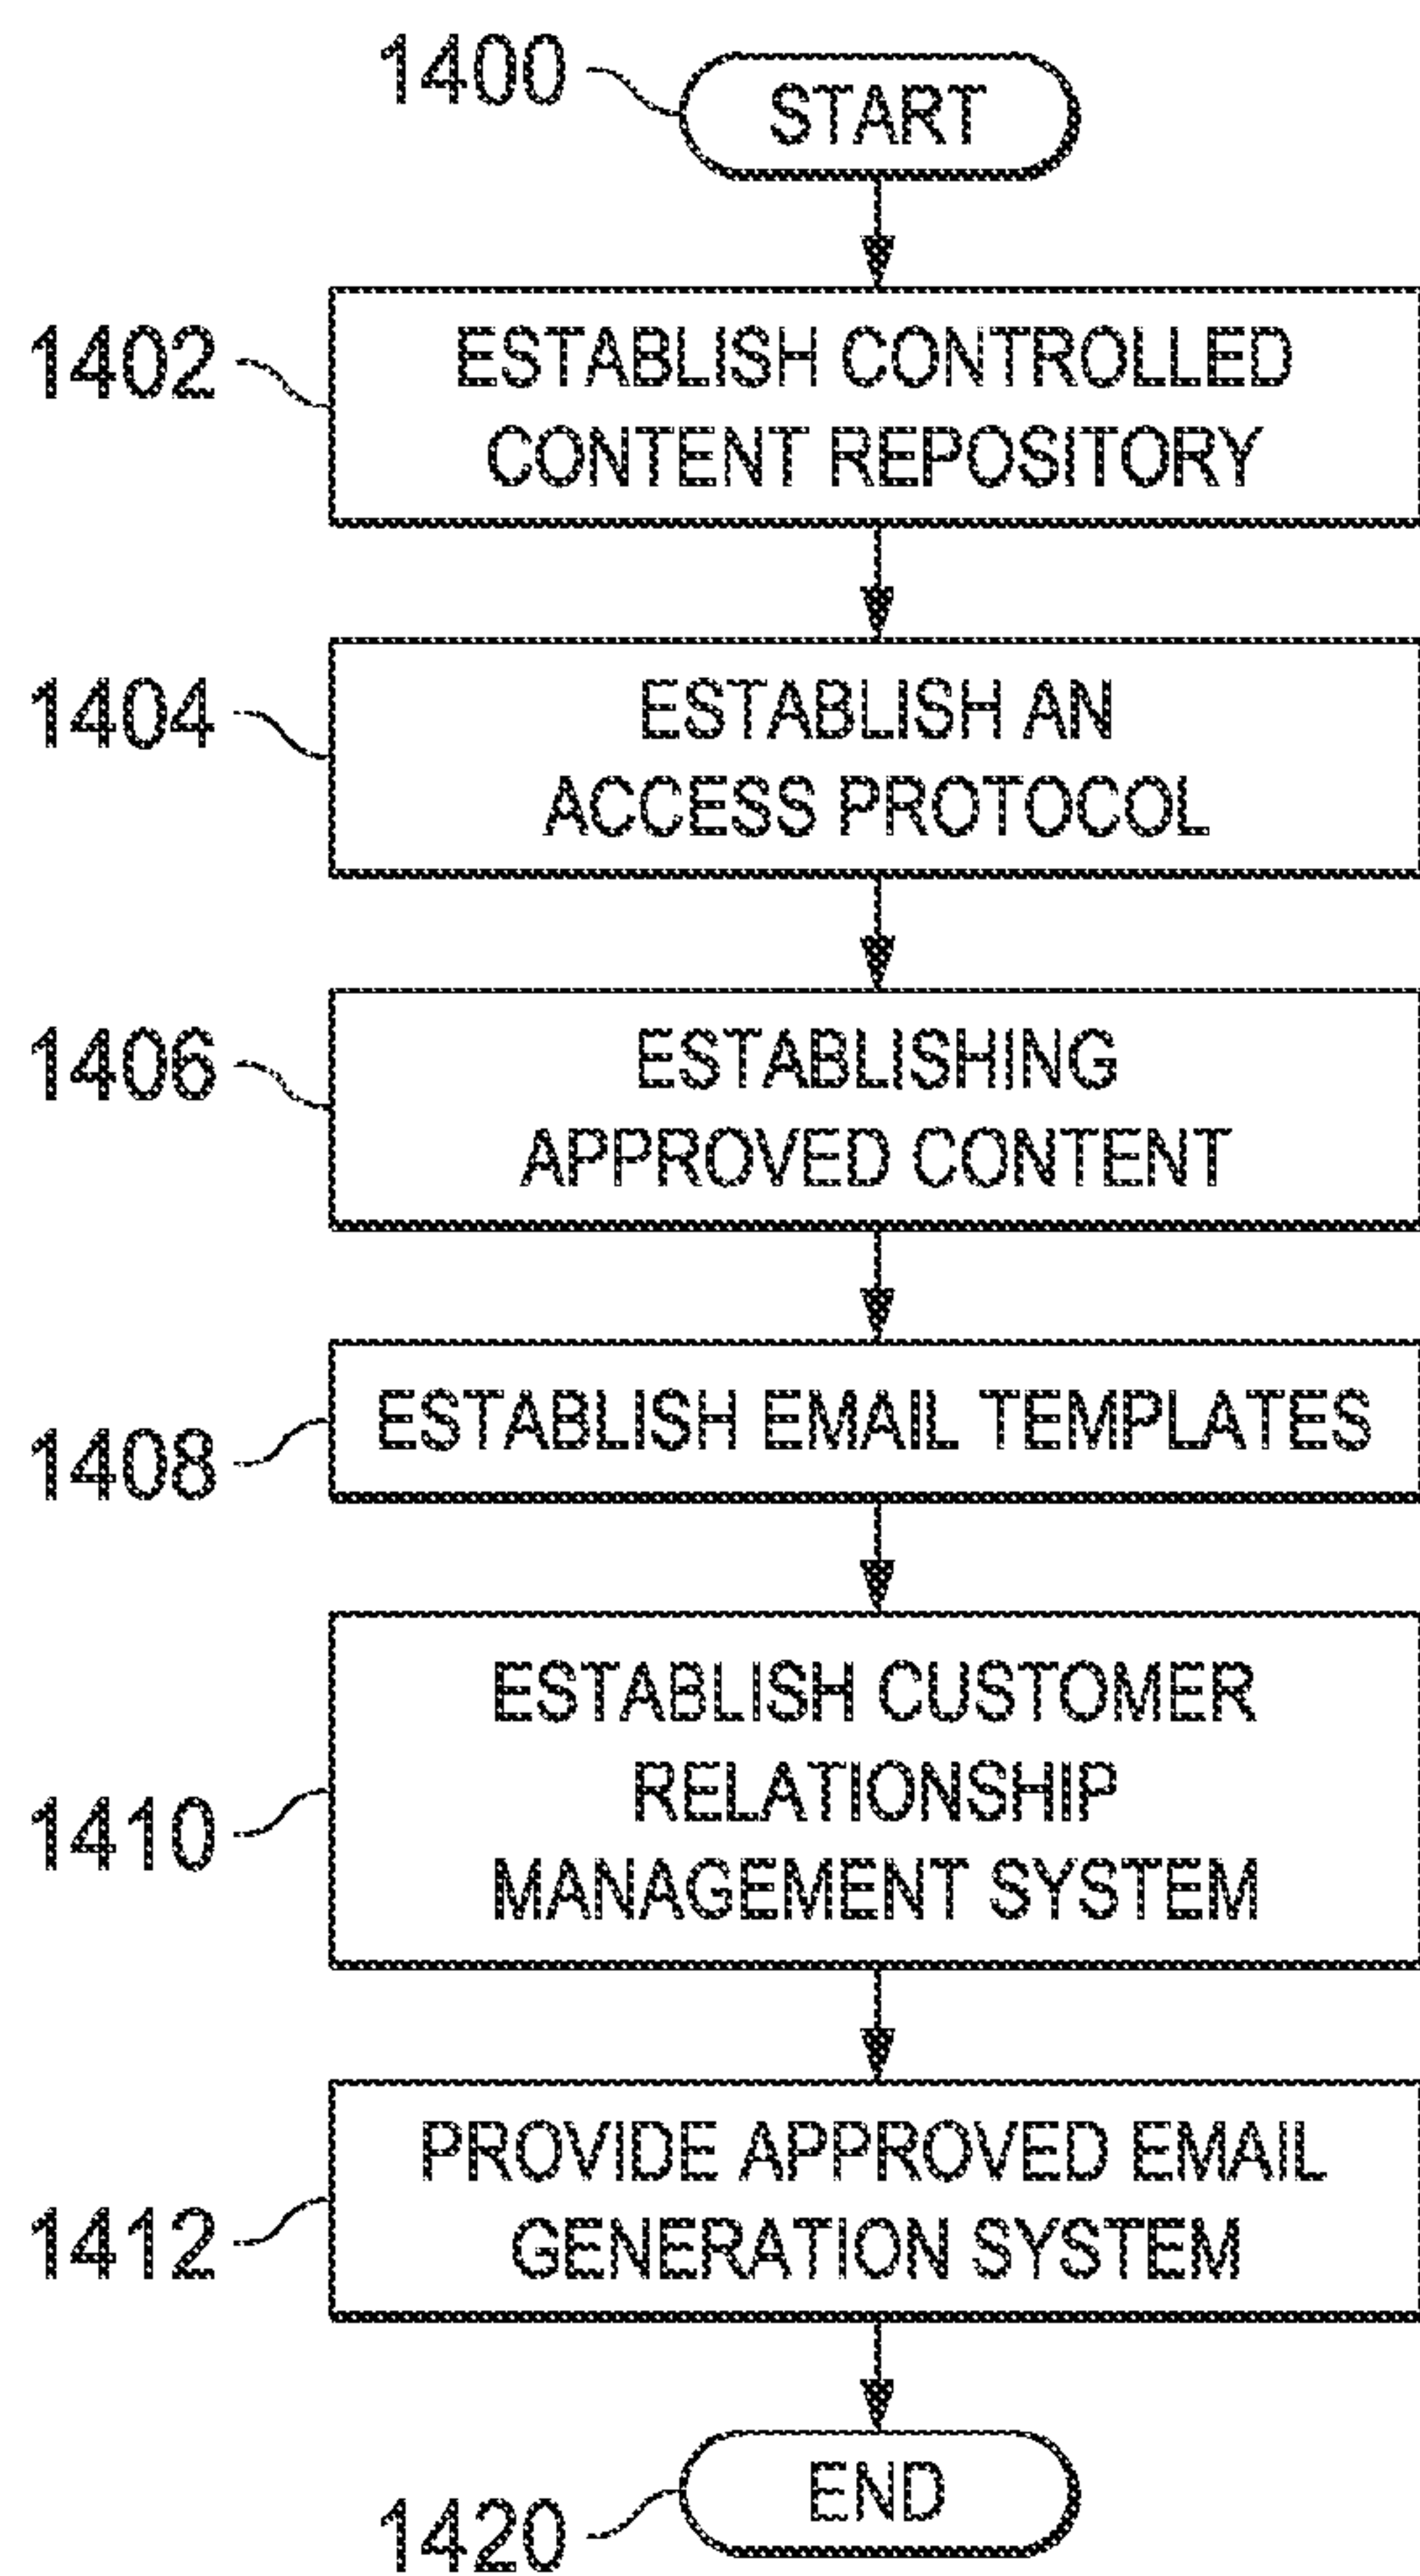 1400
START
1402
ESTABLISH CONTROLLED
CONTENT REPOSITORY
1404
ESTABLISH AN
ACCESS PROTOCOL
1406
ESTABLISHING
APPROVED CONTENT
1408
ESTABLISH EMAIL TEMPLATES
1410
ESTABLISH CUSTOMER
RELATIONSHIP
MANAGEMENT SYSTEM
1412
PROVIDE APPROVED EMAIL
GENERATION SYSTEM
1420
END